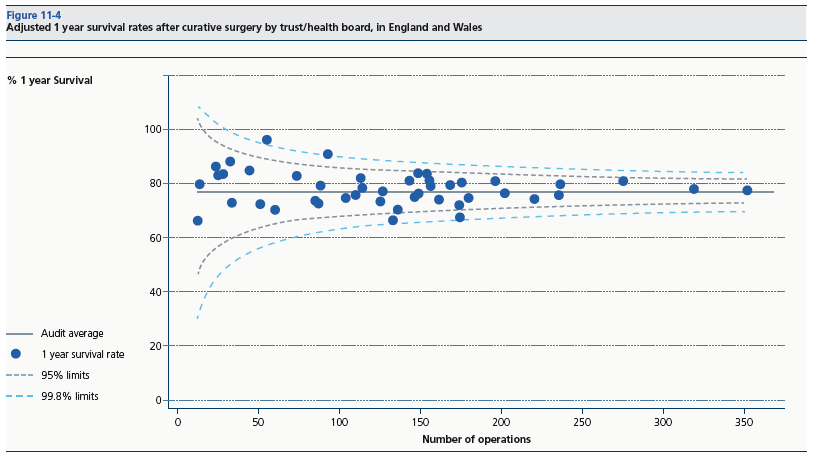 Figure 11-4
Adjusted 1 year survival rates after curative surgery by trust/health board, in England and Wales
% 1 year Survival
100
80
60
40
20
0
Audit average
1 year survival rate
95% limits
99.8% limits
0 50 100 150 200 250 300 350
Number of operations